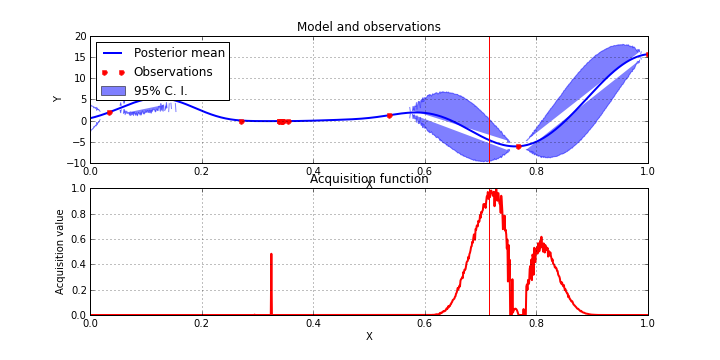 Model and observations
Y
20
15
10
5
0
−5
−10
Posterior mean
Observations
95% C. I.
0.0 0.2 0.4 0.6 0.8 1.0
X
Acquisition function
Acquisition value
1.0
0.8
0.6
0.4
0.2
0.0
0.0 0.2 0.4 0.6 0.8 1.0
X